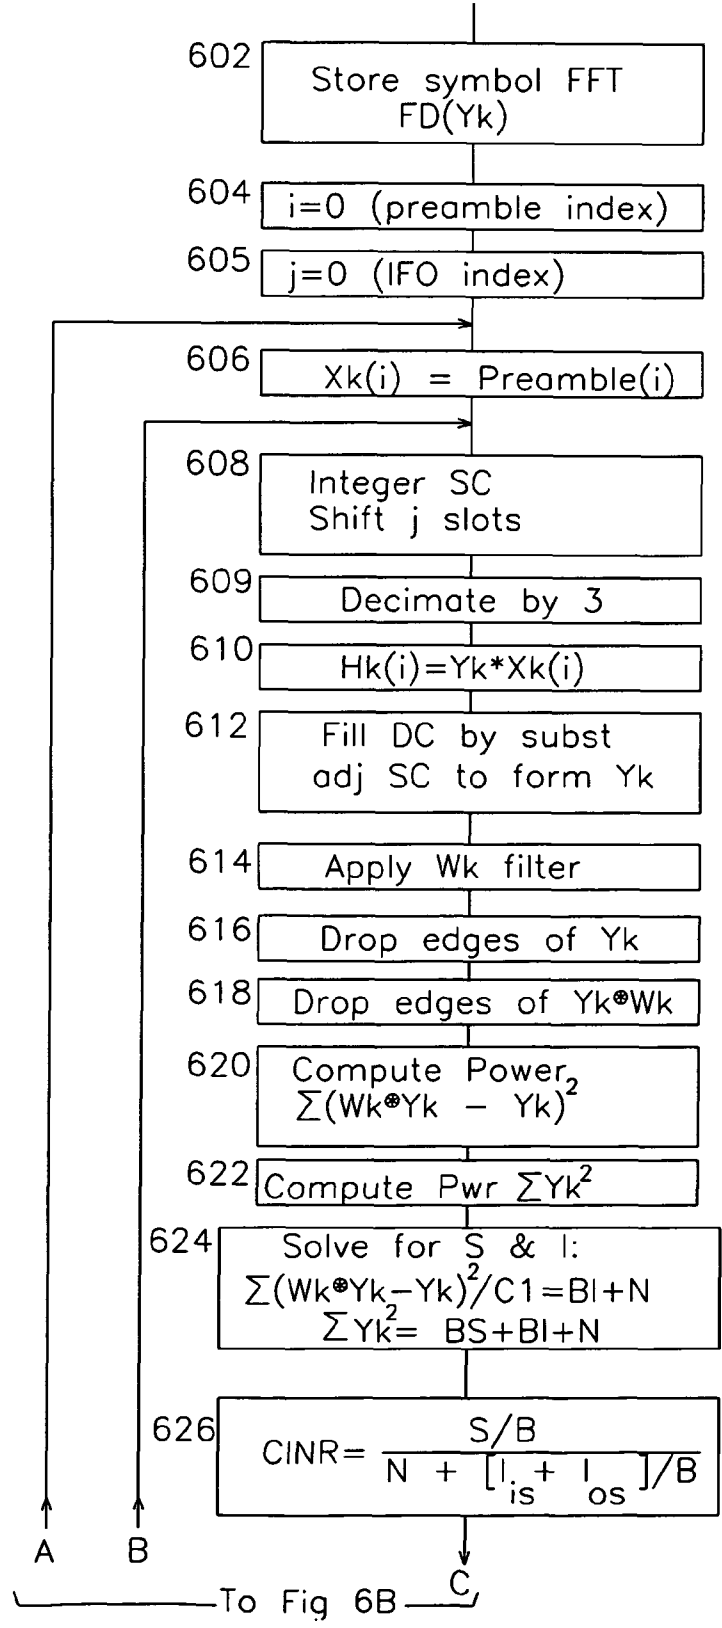 602
Store symbol FFT
FD(Yk)
604
i=0 (preamble index)
605
j=0 (IFO index)
606
Xk(i) = Preamble(i)
608
Integer SC
Shift j slots
609
Decimate by 3
610
Hk(i)=Yk*Xk(i)
612
Fill DC by subst
adj SC to form Yk
614
Apply Wk filter
616
Drop edges of Yk
618
Drop edges of Yk⊛Wk
620
Compute Power
∑(Wk⊛Yk - Yk)²
622
Compute Pwr ∑Yk²
624
Solve for S & I:
∑(Wk⊛Yk-Yk)²/C1=BI+N
∑Yk²= BS+BI+N
626
CINR= S/B
N + [I_is + I_os]/B
A
B
C
To Fig 6B